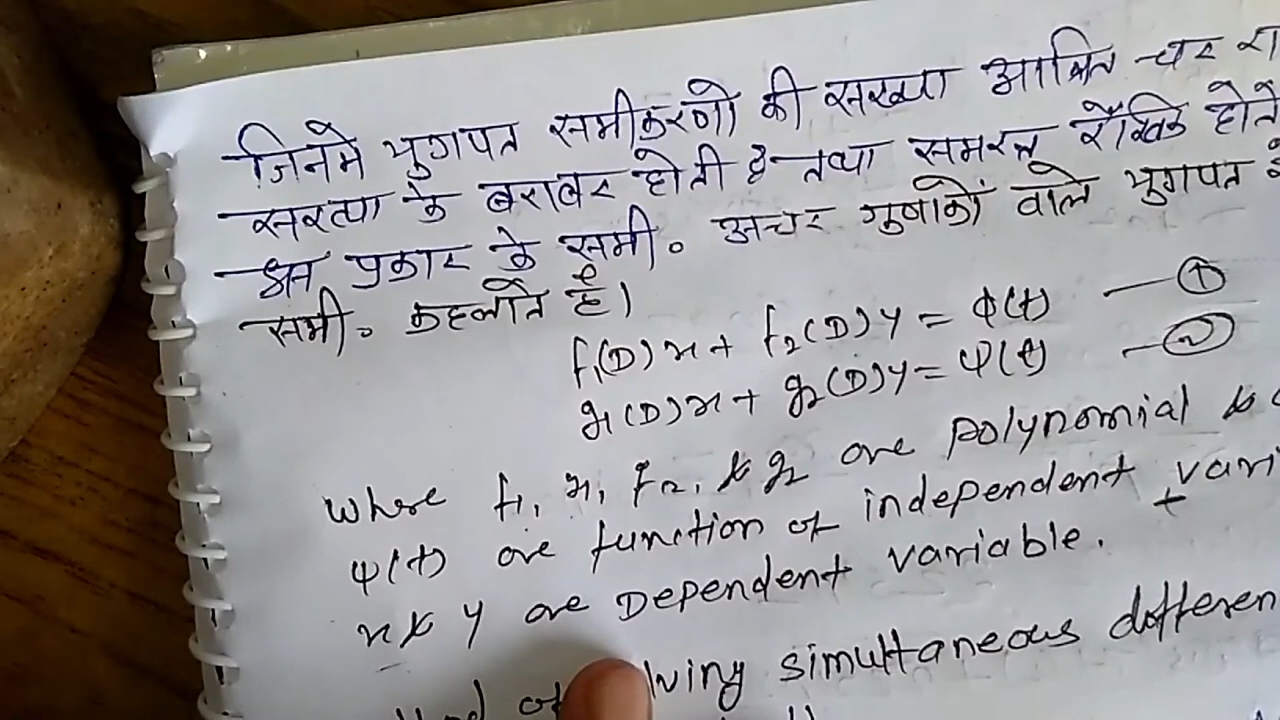 जिनमे युगपत समीकरणो की संख्या आश्रित चर रा
संख्या के बराबर होती है तथा समस्त रैखिक होते
इस प्रकार के समी० अचर गुणाकों वाले युगपत
समी० कहलाते है।
f₁(D)x + f₂(D)y = ϕ(t) — ①
g₁(D)x + g₂(D)y = ψ(t) — ②
where f₁, g₁, f₂, & g₂ are polynomial &
ψ(t) are function of independent vari
t
x & y are Dependent variable.
of lving simultaneous differen